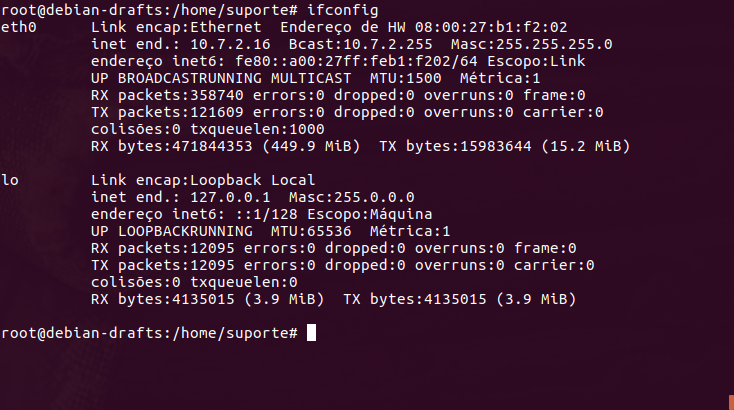 root@debian-drafts:/home/suporte# ifconfig
eth0      Link encap:Ethernet  Endereço de HW 08:00:27:b1:f2:02
          inet end.: 10.7.2.16  Bcast:10.7.2.255  Masc:255.255.255.0
          endereço inet6: fe80::a00:27ff:feb1:f202/64 Escopo:Link
          UP BROADCASTRUNNING MULTICAST  MTU:1500  Métrica:1
          RX packets:358740 errors:0 dropped:0 overruns:0 frame:0
          TX packets:121609 errors:0 dropped:0 overruns:0 carrier:0
          colisões:0 txqueuelen:1000
          RX bytes:471844353 (449.9 MiB)  TX bytes:15983644 (15.2 MiB)

lo        Link encap:Loopback Local
          inet end.: 127.0.0.1  Masc:255.0.0.0
          endereço inet6: ::1/128 Escopo:Máquina
          UP LOOPBACKRUNNING  MTU:65536  Métrica:1
          RX packets:12095 errors:0 dropped:0 overruns:0 frame:0
          TX packets:12095 errors:0 dropped:0 overruns:0 carrier:0
          colisões:0 txqueuelen:0
          RX bytes:4135015 (3.9 MiB)  TX bytes:4135015 (3.9 MiB)

root@debian-drafts:/home/suporte#